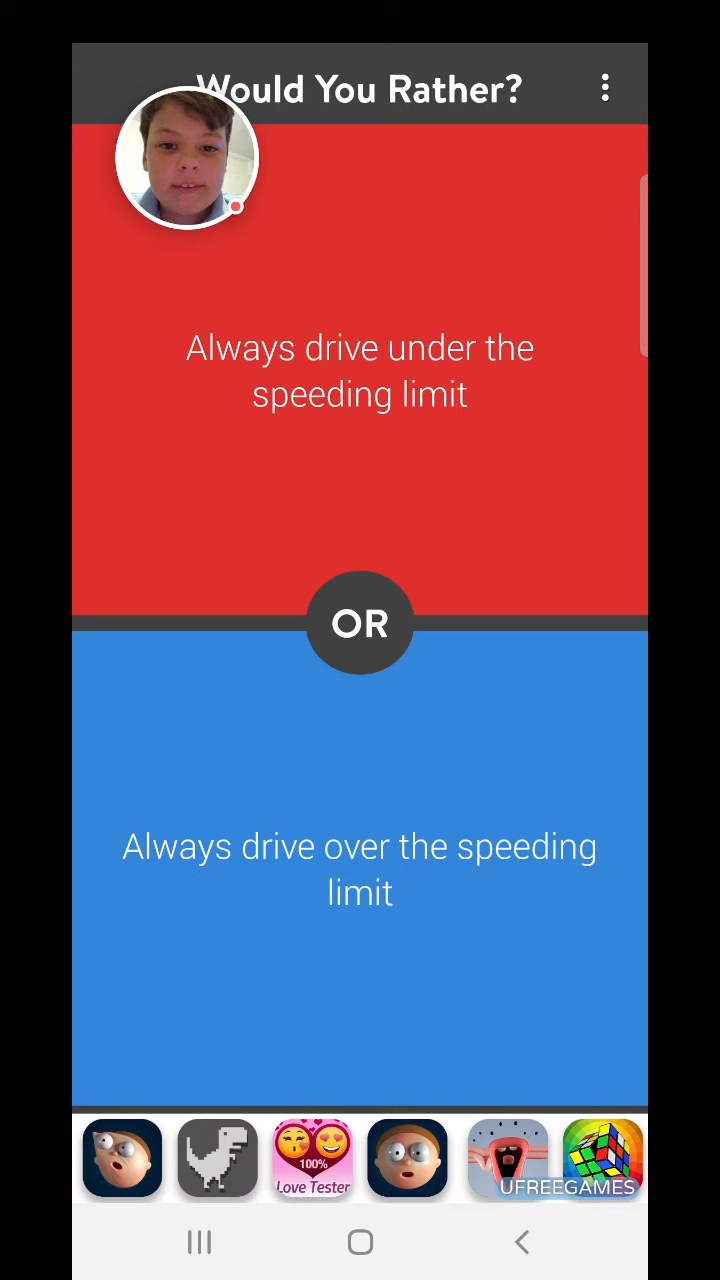 Would You Rather?
Always drive under the
speeding limit
OR
Always drive over the speeding
limit
100%
Love Tester
UFREEGAMES